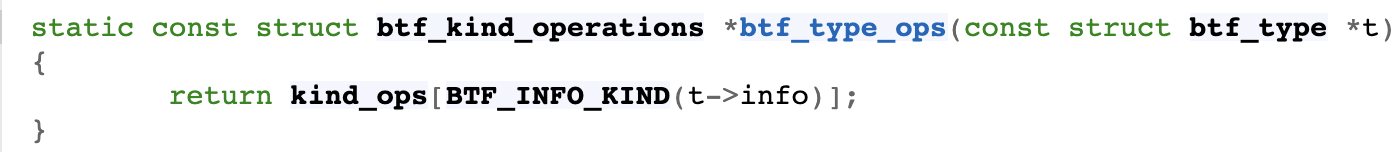 static const struct btf_kind_operations *btf_type_ops(const struct btf_type *t)
{
        return kind_ops[BTF_INFO_KIND(t->info)];
}